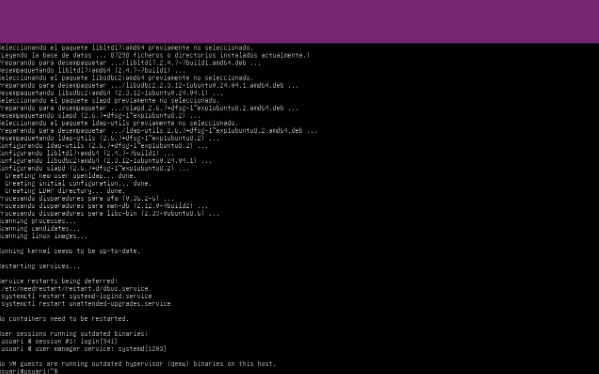 Seleccionando el paquete libltdl7:amd64 previamente no seleccionado.
(Leyendo la base de datos ... 87298 ficheros o directorios instalados actualmente.)
Preparando para desempaquetar .../libltdl7_2.4.7-7build1_amd64.deb ...
Desempaquetando libltdl7:amd64 (2.4.7-7build1) ...
Seleccionando el paquete libodbc2:amd64 previamente no seleccionado.
Preparando para desempaquetar .../libodbc2_2.3.12-1ubuntu0.24.04.1_amd64.deb ...
Desempaquetando libodbc2:amd64 (2.3.12-1ubuntu0.24.04.1) ...
Seleccionando el paquete slapd previamente no seleccionado.
Preparando para desempaquetar .../slapd_2.6.7+dfsg-1~exp1ubuntu8.2_amd64.deb ...
Desempaquetando slapd (2.6.7+dfsg-1~exp1ubuntu8.2) ...
Seleccionando el paquete ldap-utils previamente no seleccionado.
Preparando para desempaquetar .../ldap-utils_2.6.7+dfsg-1~exp1ubuntu8.2_amd64.deb ...
Desempaquetando ldap-utils (2.6.7+dfsg-1~exp1ubuntu8.2) ...
Configurando ldap-utils (2.6.7+dfsg-1~exp1ubuntu8.2) ...
Configurando libltdl7:amd64 (2.4.7-7build1) ...
Configurando libodbc2:amd64 (2.3.12-1ubuntu0.24.04.1) ...
Configurando slapd (2.6.7+dfsg-1~exp1ubuntu8.2) ...
Creating new user openldap... done.
Creating initial configuration... done.
Creating LDAP directory... done.
Procesando disparadores para ufw (0.36.2-6) ...
Procesando disparadores para man-db (2.12.0-4build2) ...
Procesando disparadores para libc-bin (2.39-0ubuntu8.6) ...
Scanning processes...
Scanning candidates...
Scanning linux images...
Running kernel seems to be up-to-date.
Restarting services...
Service restarts being deferred:
/etc/needrestart/restart.d/dbus.service
systemctl restart systemd-logind.service
systemctl restart unattended-upgrades.service
No containers need to be restarted.
User sessions running outdated binaries:
usuari @ session #1: login[941]
usuari @ user manager service: systemd[1203]
No VM guests are running outdated hypervisor (qemu) binaries on this host.
usuari@usuari:~$